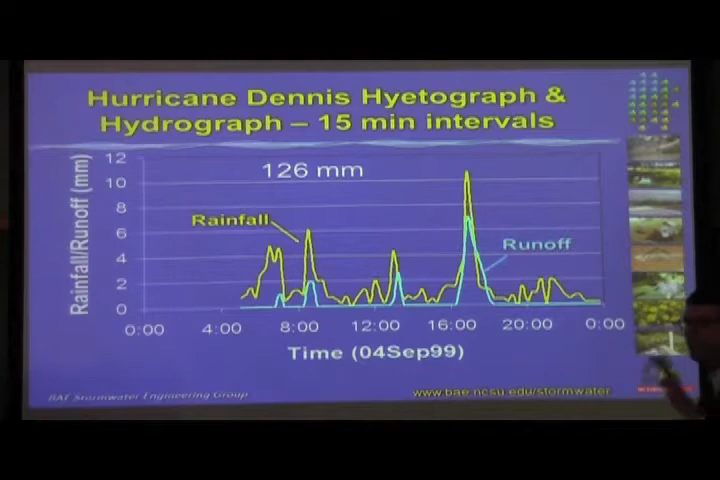 Hurricane Dennis Hyetograph &
Hydrograph – 15 min intervals
Rainfall/Runoff (mm)
12
10
8
6
4
2
0
126 mm
Rainfall
Runoff
0:00
4:00
8:00
12:00
16:00
20:00
0:00
Time (04Sep99)
BAE Stormwater Engineering Group
www.bae.ncsu.edu/stormwater